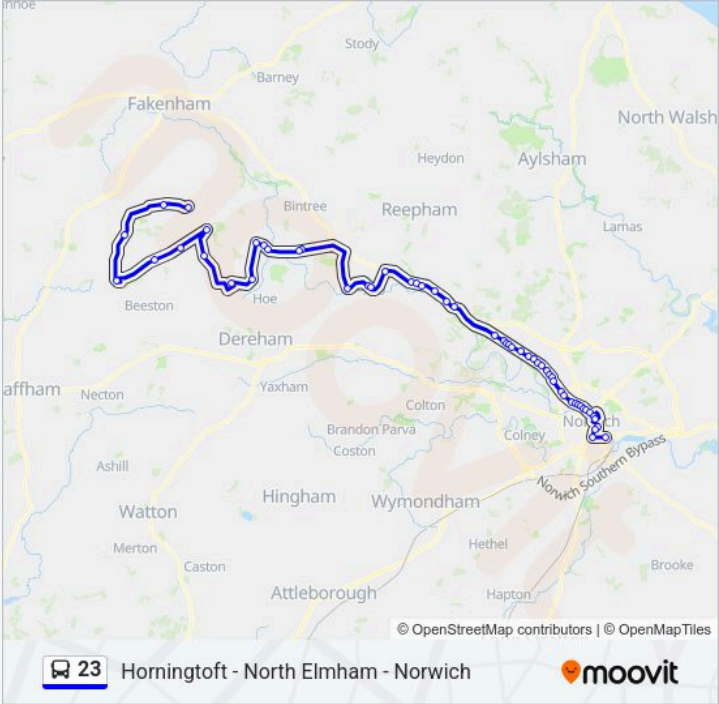 Stody
Barney
Fakenham
North Walsh
Heydon
Aylsham
Bintree
Reepham
Lamas
Beeston
Hoe
Dereham
affham
Necton
Yaxham
Colton
Brandon Parva
Coston
Colney
Norwich
Norwich Southern Bypass
Ashill
Watton
Hingham
Wymondham
Merton
Caston
Hethel
Brooke
Attleborough
Hapton
© OpenStreetMap contributors | © OpenMapTiles
23 Horningtoft - North Elmham - Norwich
moovit